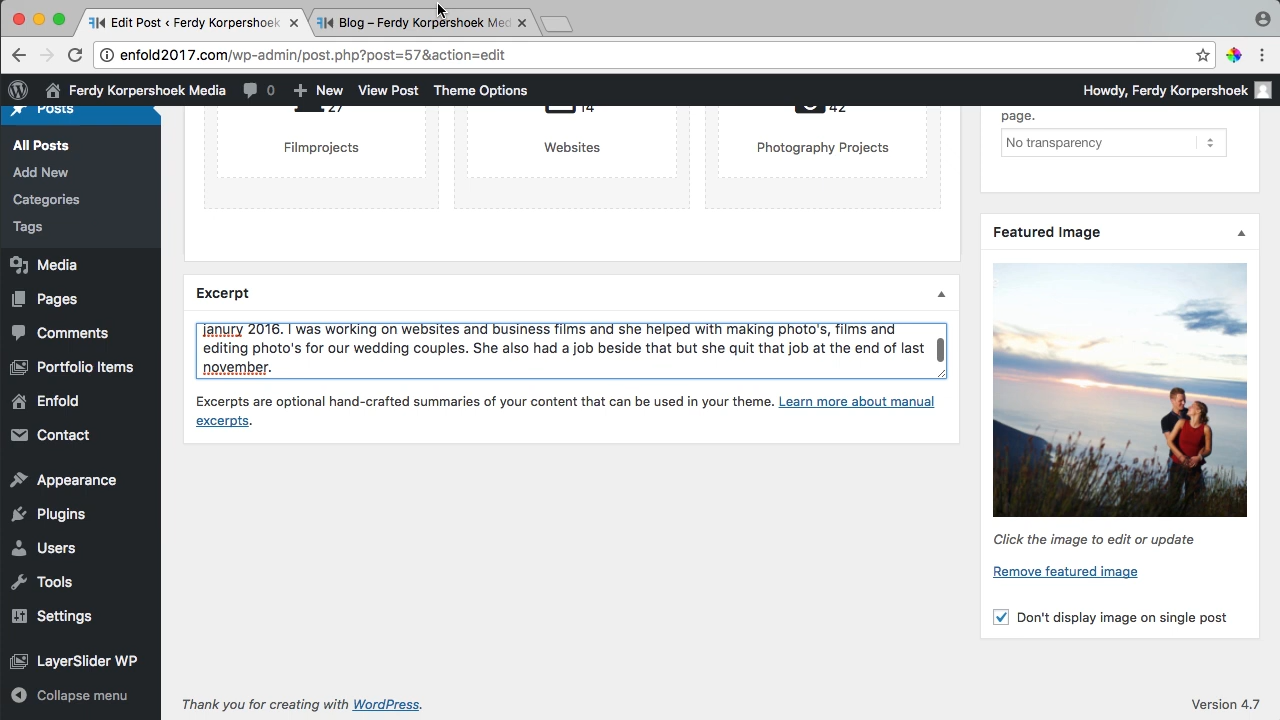 Edit Post ‹ Ferdy Korpershoek
Blog – Ferdy Korpershoek Med
enfold2017.com/wp-admin/post.php?post=57&action=edit
Ferdy Korpershoek Media
0
New
View Post
Theme Options
Howdy, Ferdy Korpershoek
Posts
All Posts
Add New
Categories
Tags
Media
Pages
Comments
Portfolio Items
Enfold
Contact
Appearance
Plugins
Users
Tools
Settings
LayerSlider WP
Collapse menu
27
Filmprojects
14
Websites
42
Photography Projects
Excerpt
janury 2016. I was working on websites and business films and she helped with making photo's, films and
editing photo's for our wedding couples. She also had a job beside that but she quit that job at the end of last
november.
Excerpts are optional hand-crafted summaries of your content that can be used in your theme. Learn more about manual
excerpts.
page.
No transparency
Featured Image
Click the image to edit or update
Remove featured image
Don't display image on single post
Thank you for creating with WordPress.
Version 4.7